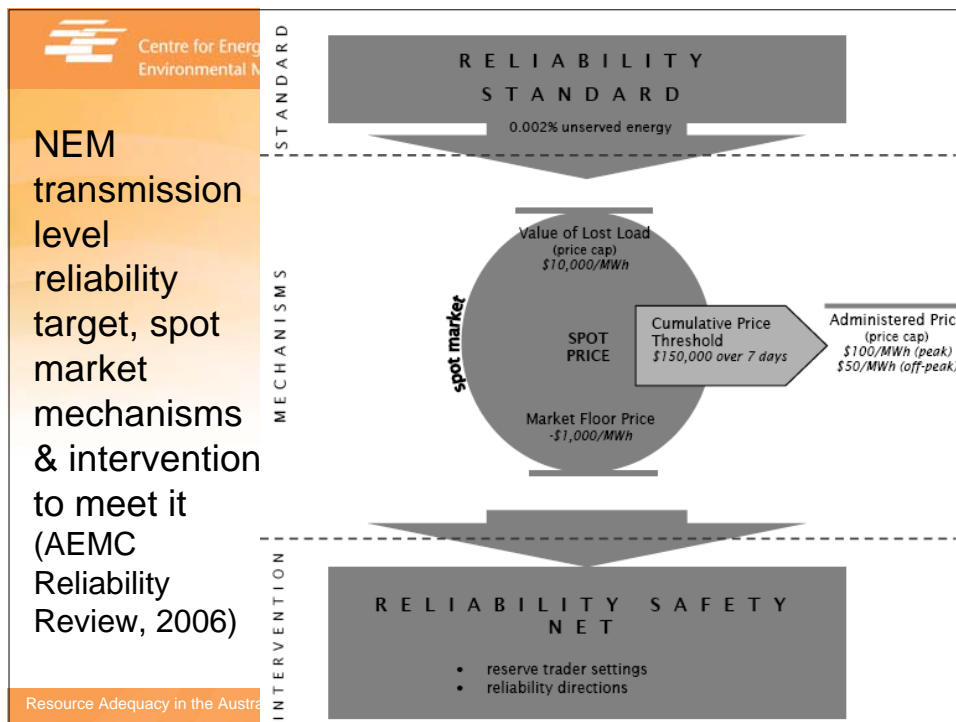 Centre for Energ
Environmental M
NEM
transmission
level
reliability
target, spot
market
mechanisms
& intervention
to meet it
(AEMC
Reliability
Review, 2006)
Resource Adequacy in the Austra
STANDARD
RELIABILITY
STANDARD
0.002% unserved energy
MECHANISMS
spot market
Value of Lost Load
(price cap)
$10,000/MWh
SPOT
PRICE
Cumulative Price
Threshold
$150,000 over 7 days
Administered Pric
(price cap)
$100/MWh (peak)
$50/MWh (off-peak)
Market Floor Price
-$1,000/MWh
INTERVENTION
RELIABILITY SAFETY
NET
• reserve trader settings
• reliability directions